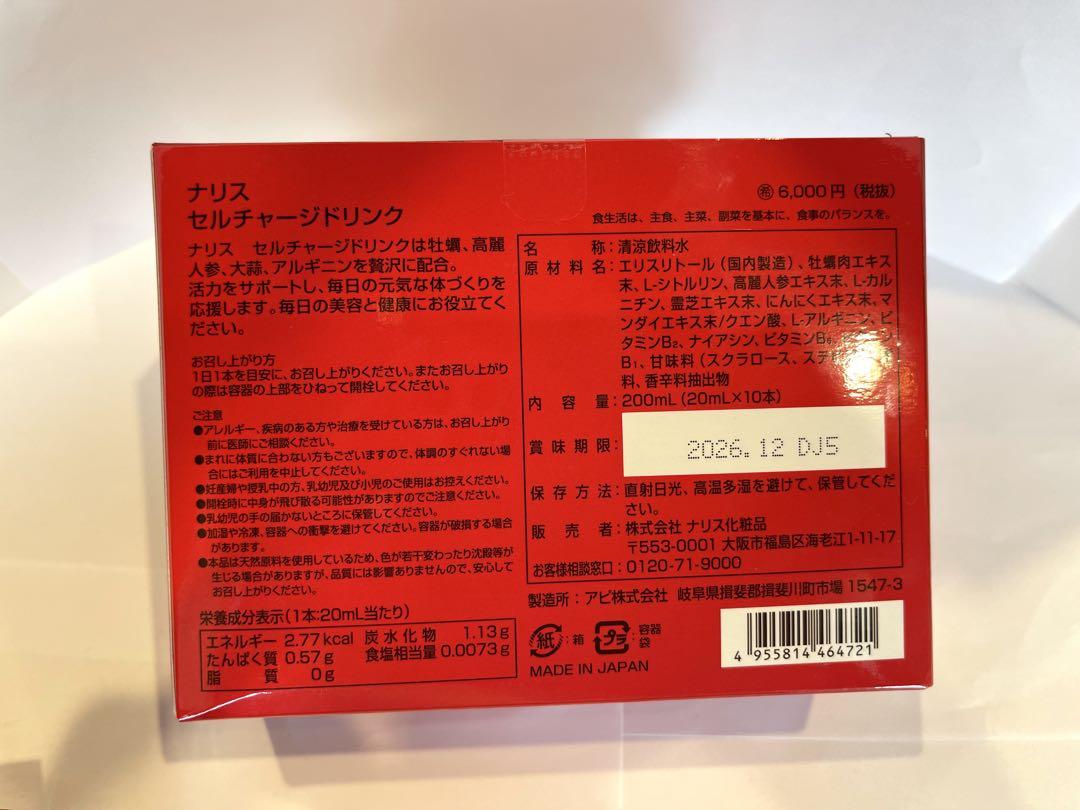 ナリス
セルチャージドリンク
ナリス　セルチャージドリンクは牡蠣、高麗
人参、大蒜、アルギニンを贅沢に配合。
活力をサポートし、毎日の元気な体づくりを
応援します。毎日の美容と健康にお役立てく
ださい。
お召し上がり方
1日1本を目安に、お召し上がりください。またお召し上がり
の際は容器の上部をひねって開栓してください。
ご注意
●アレルギー、疾病のある方や治療を受けている方は、お召し上がり
前に医師にご相談ください。
●まれに体質に合わない方もございますので、体調のすぐれない場
合にはご利用を中止してください。
●妊産婦や授乳中の方、乳幼児及び小児のご使用はお控えください。
●開栓時に中身が飛び散る可能性がありますのでご注意ください。
●乳幼児の手の届かないところに保管してください。
●加湿や冷凍、容器への衝撃を避けてください。容器が破損する場合
があります。
●本品は天然原料を使用しているため、色が若干変わったり沈殿等が
生じる場合がありますが、品質には影響ありませんので、安心して
お召し上がりください。
栄養成分表示(1本:20mL当たり)
エネルギー 2.77kcal 炭水化物 1.13g
たんぱく質 0.57g 食塩相当量 0.0073g
脂質 0g
㊒ 6,000円(税抜)
食生活は、主食、主菜、副菜を基本に、食事のバランスを。
名称:清涼飲料水
原材料名:エリスリトール(国内製造)、牡蠣肉エキス
末、L-シトルリン、高麗人参エキス末、L-カル
ニチン、霊芝エキス末、にんにくエキス末、マ
ンダイエキス末/クエン酸、L-アルギニン、ビ
タミンB₂、ナイアシン、ビタミンB₆、
B₁、甘味料(スクラロース、ステ
料、香辛料抽出物
内容量:200mL(20mL×10本)
賞味期限:2026.12 DJ5
保存方法:直射日光、高温多湿を避けて、保管してくだ
さい。
販売者:株式会社 ナリス化粧品
〒553-0001 大阪市福島区海老江1-11-17
お客様相談窓口:0120-71-9000
製造所:アピ株式会社 岐阜県揖斐郡揖斐川町市場 1547-3
紙:箱 プラ:容器
袋
MADE IN JAPAN
4 955814 464721